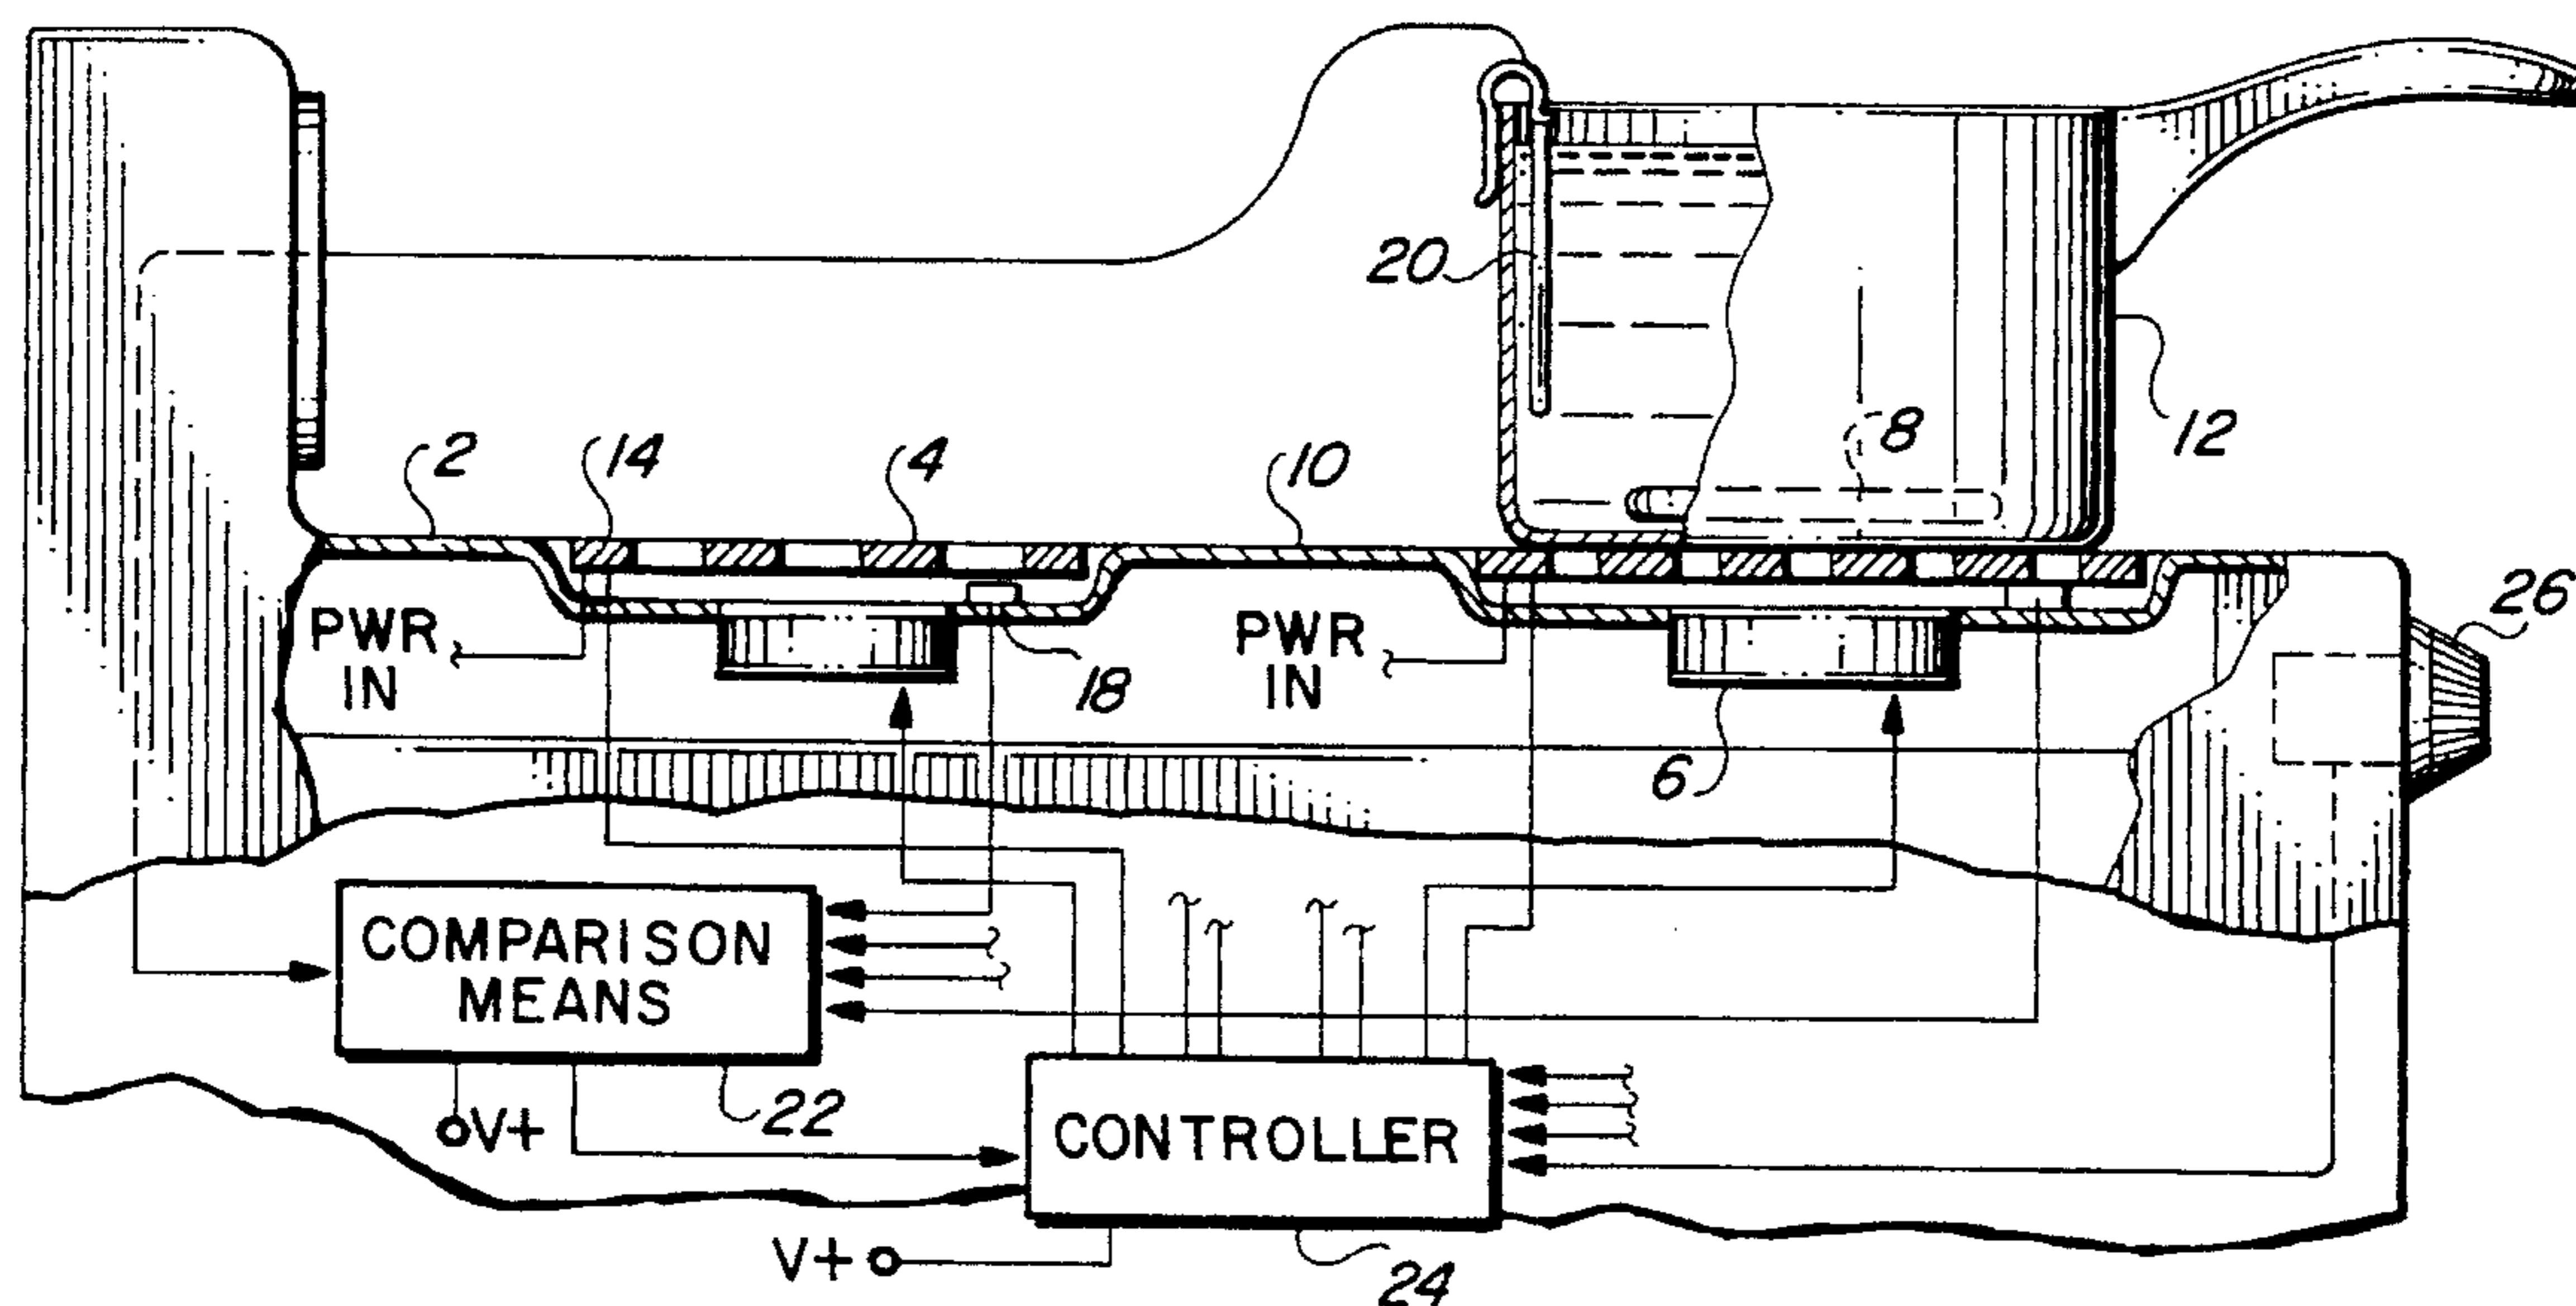 20
8
12
2
14
4
10
26
PWR
IN
18
PWR
IN
6
COMPARISON
MEANS
22
V+
CONTROLLER
V+
24